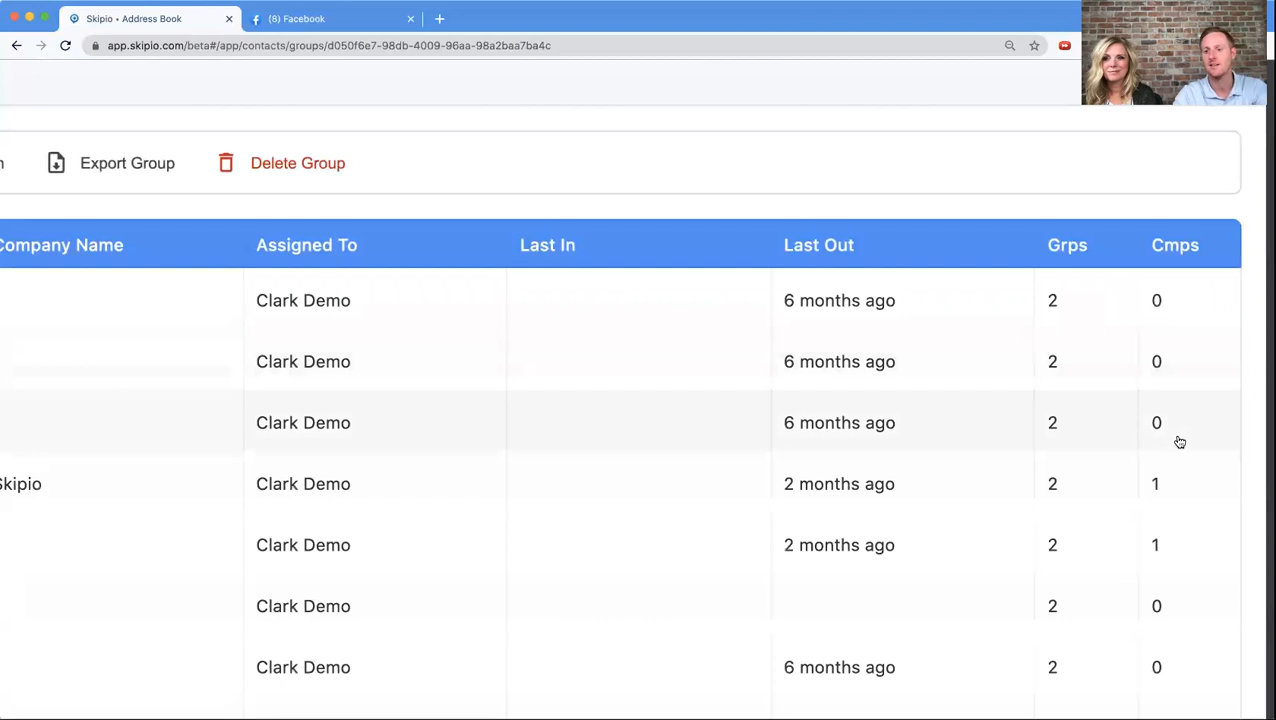 Skipio • Address Book
(8) Facebook
app.skipio.com/beta#/app/contacts/groups/d050f6e7-98db-4009-96aa-98a2baa7ba4c
n Export Group Delete Group
Company Name Assigned To Last In Last Out Grps Cmps
Clark Demo 6 months ago 2 0
Clark Demo 6 months ago 2 0
Clark Demo 6 months ago 2 0
Skipio Clark Demo 2 months ago 2 1
Clark Demo 2 months ago 2 1
Clark Demo 2 0
Clark Demo 6 months ago 2 0